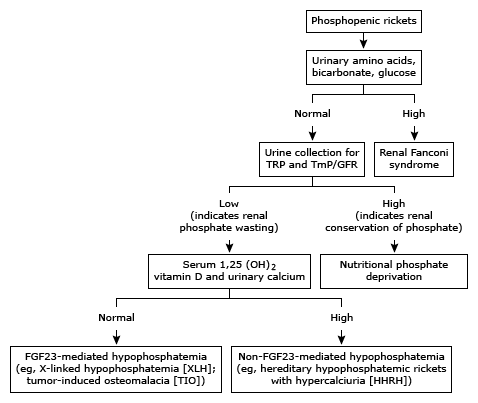 Phosphopenic rickets
Urinary amino acids,
bicarbonate, glucose
Normal
High
Urine collection for
TRP and TmP/GFR
Renal Fanconi
syndrome
Low
(indicates renal
phosphate wasting)
High
(indicates renal
conservation of phosphate)
Serum 1,25 (OH)2
vitamin D and urinary calcium
Nutritional phosphate
deprivation
Normal
High
FGF23-mediated hypophosphatemia
(eg, X-linked hypophosphatemia [XLH];
tumor-induced osteomalacia [TIO])
Non-FGF23-mediated hypophosphatemia
(eg, hereditary hypophosphatemic rickets
with hypercalciuria [HHRH])